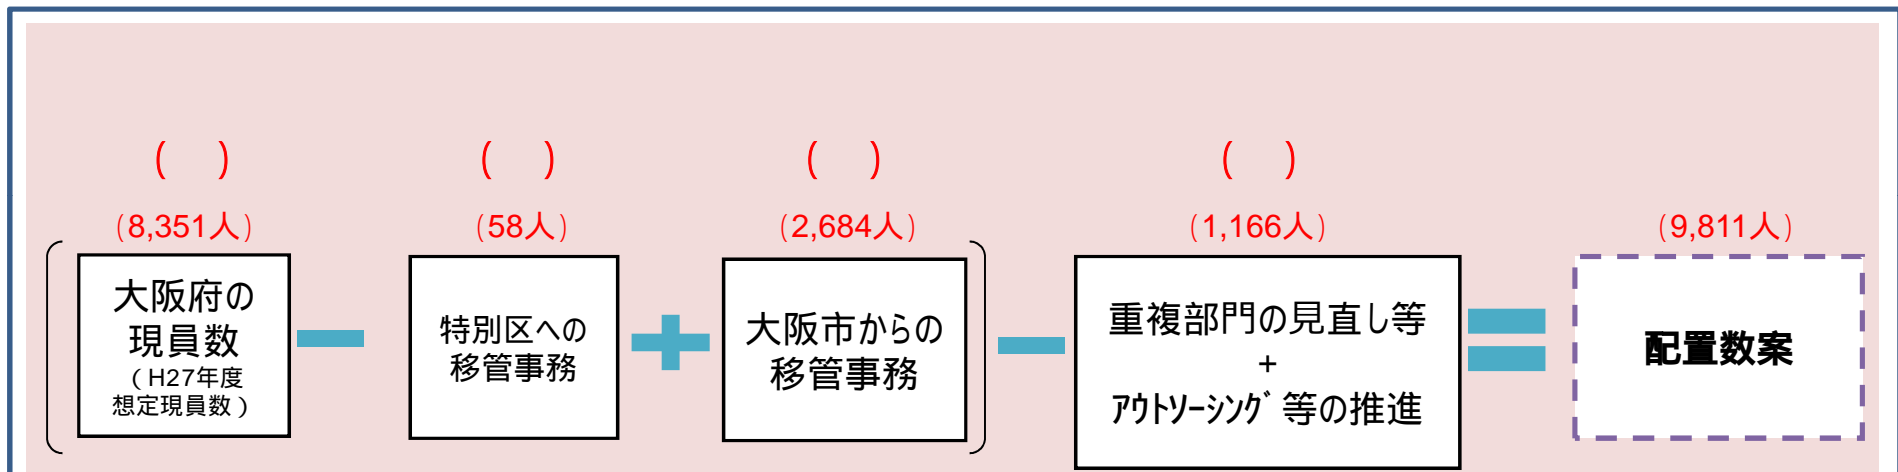 (　) (　) (　) (　)
(8,351人) (58人) (2,684人) (1,166人) (9,811人)
大阪府の
現員数
(H27年度
想定現員数)
特別区への
移管事務
大阪市からの
移管事務
重複部門の見直し等
+
ｱｳﾄｿｰｼﾝｸﾞ等の推進
配置数案